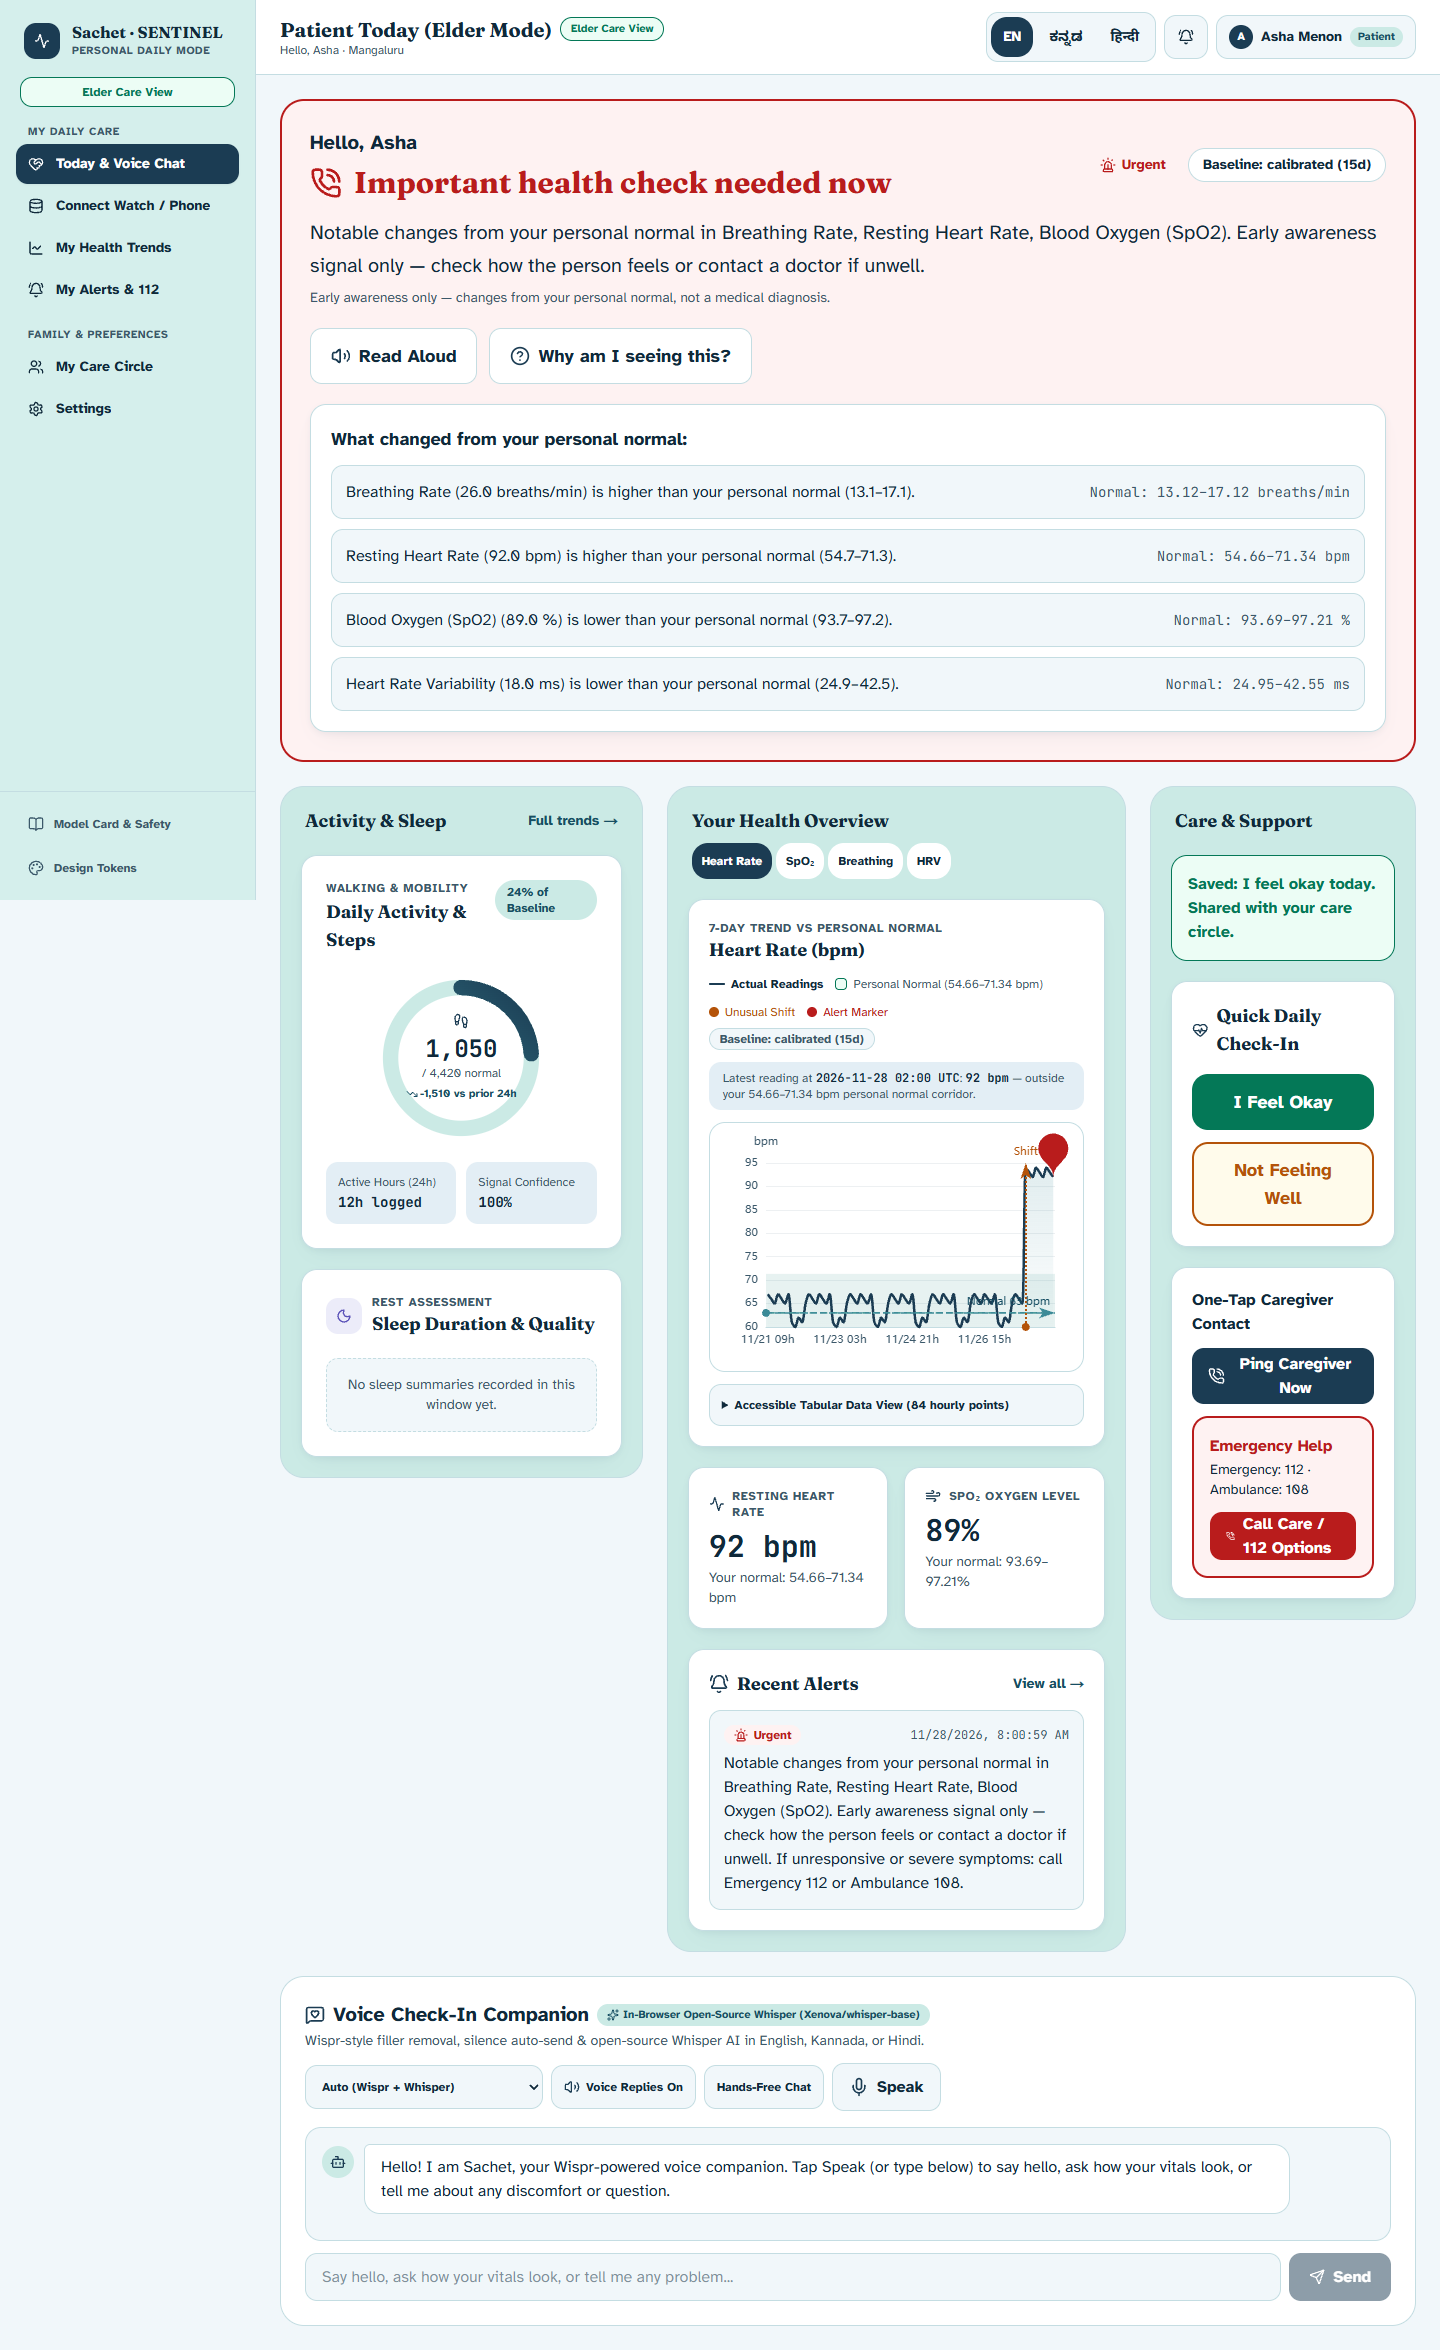 Sachet · SENTINEL
PERSONAL DAILY MODE
Elder Care View
MY DAILY CARE
Today & Voice Chat
Connect Watch / Phone
My Health Trends
My Alerts & 112
FAMILY & PREFERENCES
My Care Circle
Settings
Model Card & Safety
Design Tokens
Patient Today (Elder Mode)
Elder Care View
Hello, Asha · Mangaluru
EN
ಕನ್ನಡ
हिन्दी
A
Asha Menon
Patient
Hello, Asha
Important health check needed now
Urgent
Baseline: calibrated (15d)
Notable changes from your personal normal in Breathing Rate, Resting Heart Rate, Blood Oxygen (SpO2). Early awareness
signal only — check how the person feels or contact a doctor if unwell.
Early awareness only — changes from your personal normal, not a medical diagnosis.
Read Aloud
Why am I seeing this?
What changed from your personal normal:
Breathing Rate (26.0 breaths/min) is higher than your personal normal (13.1–17.1).
Normal: 13.12–17.12 breaths/min
Resting Heart Rate (92.0 bpm) is higher than your personal normal (54.7–71.3).
Normal: 54.66–71.34 bpm
Blood Oxygen (SpO2) (89.0 %) is lower than your personal normal (93.7–97.2).
Normal: 93.69–97.21 %
Heart Rate Variability (18.0 ms) is lower than your personal normal (24.9–42.5).
Normal: 24.95–42.55 ms
Activity & Sleep
Full trends →
WALKING & MOBILITY
Daily Activity &
Steps
24% of
Baseline
1,050
/ 4,420 normal
-1,510 vs prior 24h
Active Hours (24h)
12h logged
Signal Confidence
100%
REST ASSESSMENT
Sleep Duration & Quality
No sleep summaries recorded in this
window yet.
Your Health Overview
Heart Rate
SpO₂
Breathing
HRV
7-DAY TREND VS PERSONAL NORMAL
Heart Rate (bpm)
Actual Readings
Personal Normal (54.66–71.34 bpm)
Unusual Shift
Alert Marker
Baseline: calibrated (15d)
Latest reading at 2026-11-28 02:00 UTC: 92 bpm — outside
your 54.66–71.34 bpm personal normal corridor.
bpm
Shift
95
90
85
80
75
70
65
60
Normal 63 bpm
11/21 09h
11/23 03h
11/24 21h
11/26 15h
Accessible Tabular Data View (84 hourly points)
RESTING HEART
RATE
92 bpm
Your normal: 54.66–71.34
bpm
SPO₂ OXYGEN LEVEL
89%
Your normal: 93.69–
97.21%
Recent Alerts
View all →
Urgent
11/28/2026, 8:00:59 AM
Notable changes from your personal normal in
Breathing Rate, Resting Heart Rate, Blood
Oxygen (SpO2). Early awareness signal only —
check how the person feels or contact a doctor if
unwell. If unresponsive or severe symptoms: call
Emergency 112 or Ambulance 108.
Care & Support
Saved: I feel okay today.
Shared with your care
circle.
Quick Daily
Check-In
I Feel Okay
Not Feeling
Well
One-Tap Caregiver
Contact
Ping Caregiver
Now
Emergency Help
Emergency: 112 ·
Ambulance: 108
Call Care /
112 Options
Voice Check-In Companion
In-Browser Open-Source Whisper (Xenova/whisper-base)
Wispr-style filler removal, silence auto-send & open-source Whisper AI in English, Kannada, or Hindi.
Auto (Wispr + Whisper)
Voice Replies On
Hands-Free Chat
Speak
Hello! I am Sachet, your Wispr-powered voice companion. Tap Speak (or type below) to say hello, ask how your vitals look, or
tell me about any discomfort or question.
Say hello, ask how your vitals look, or tell me any problem...
Send